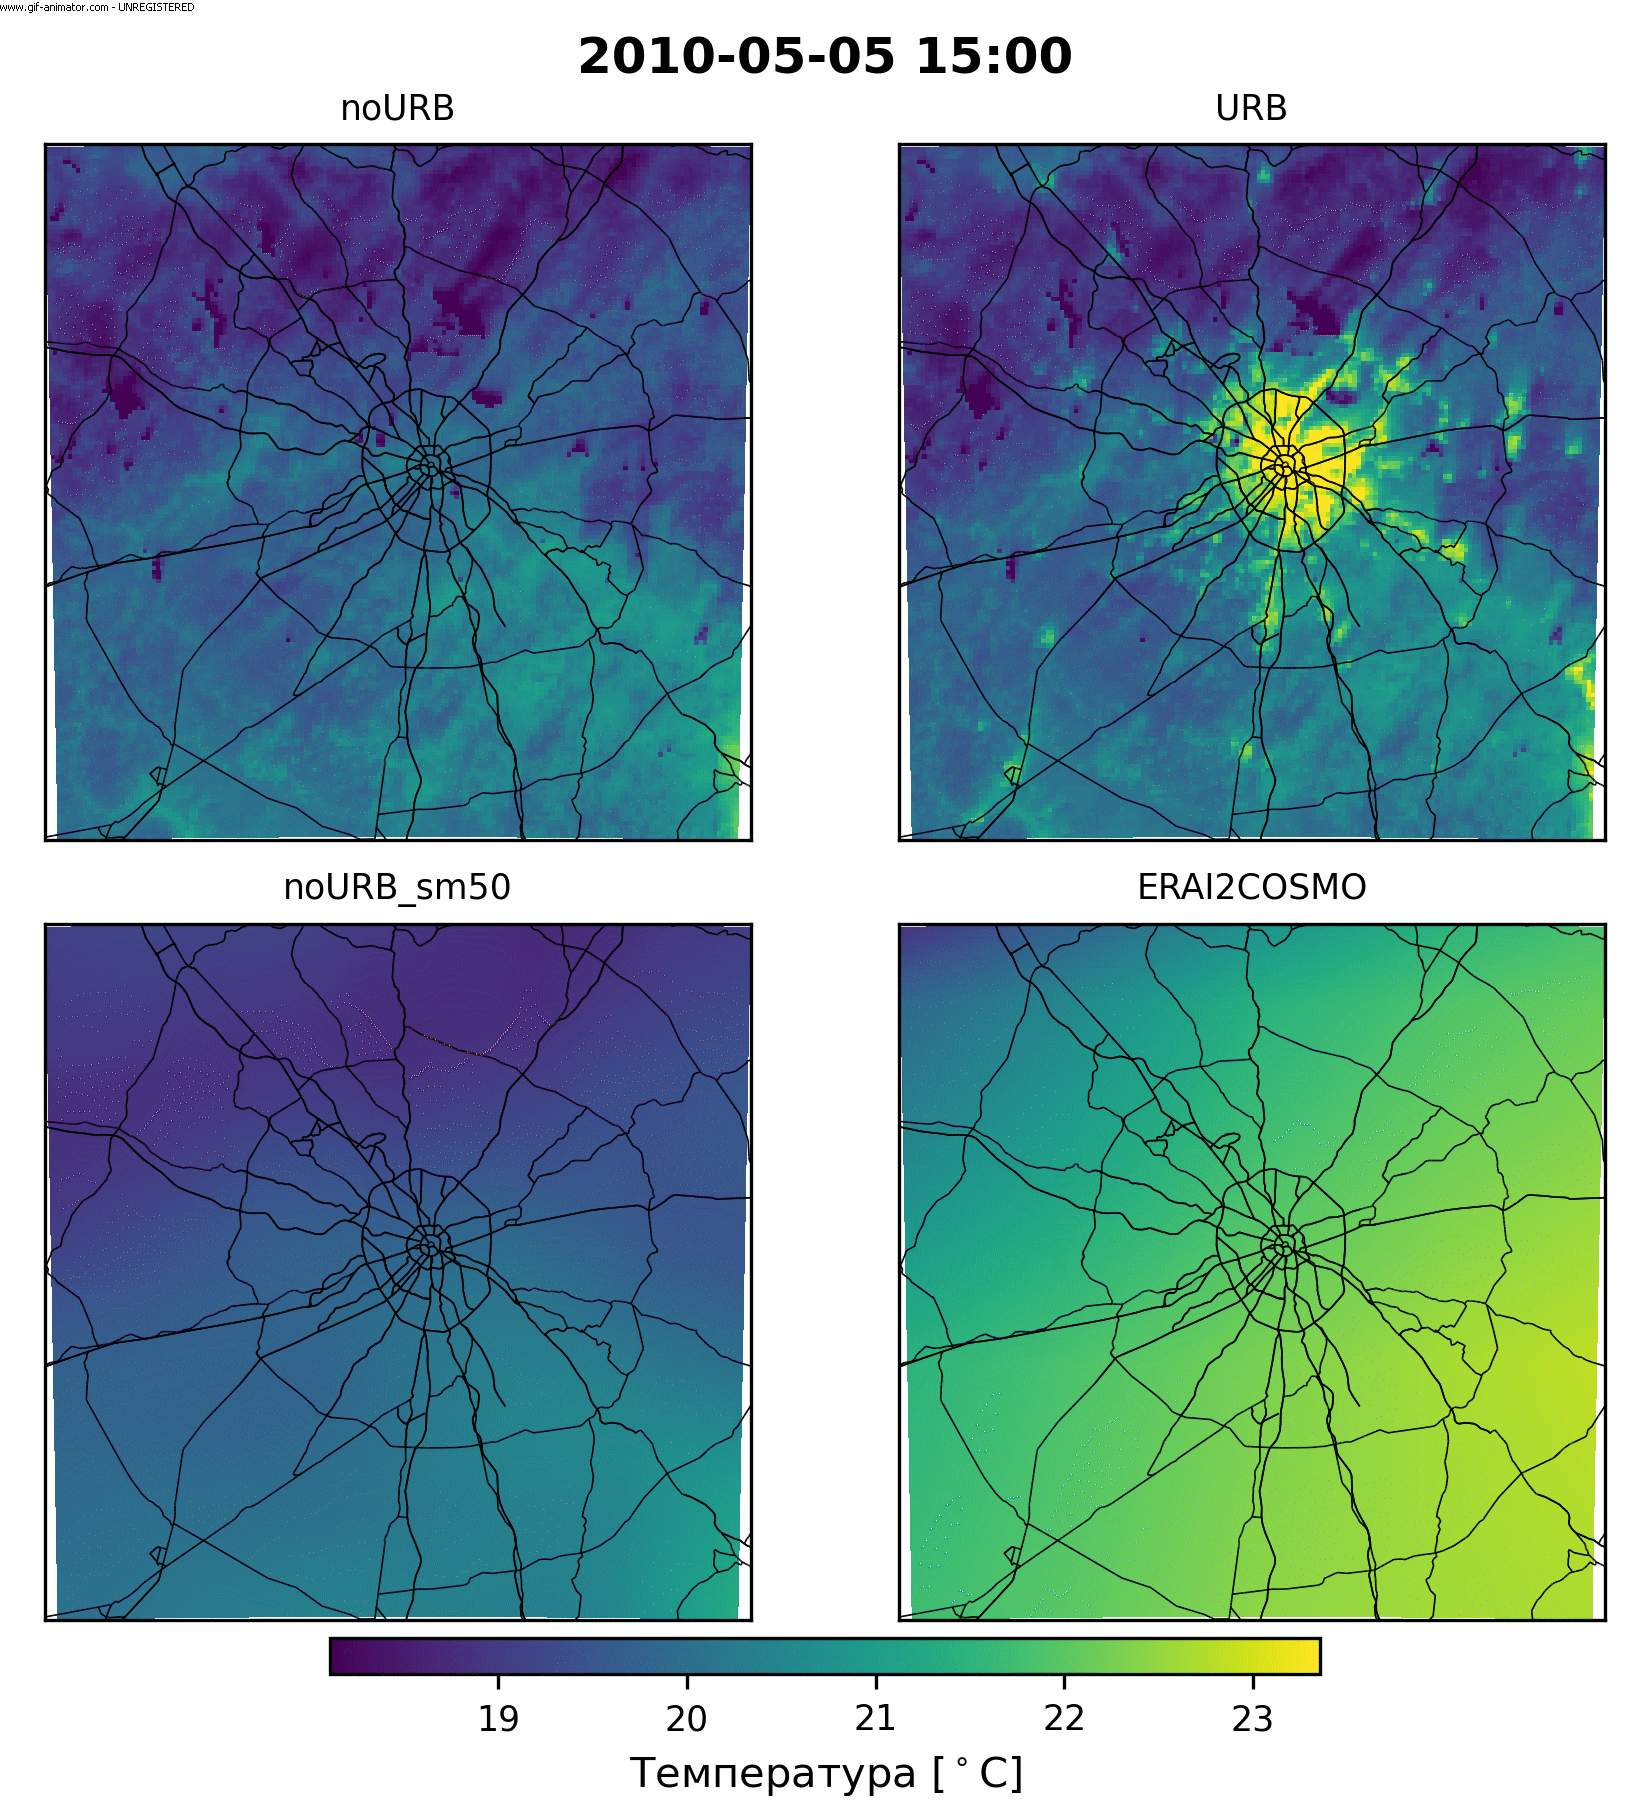 www.gif-animator.com - UNREGISTERED
2010-05-05 15:00
noURB
URB
noURB_sm50
ERAI2COSMO
19 20 21 22 23
Температура [°C]